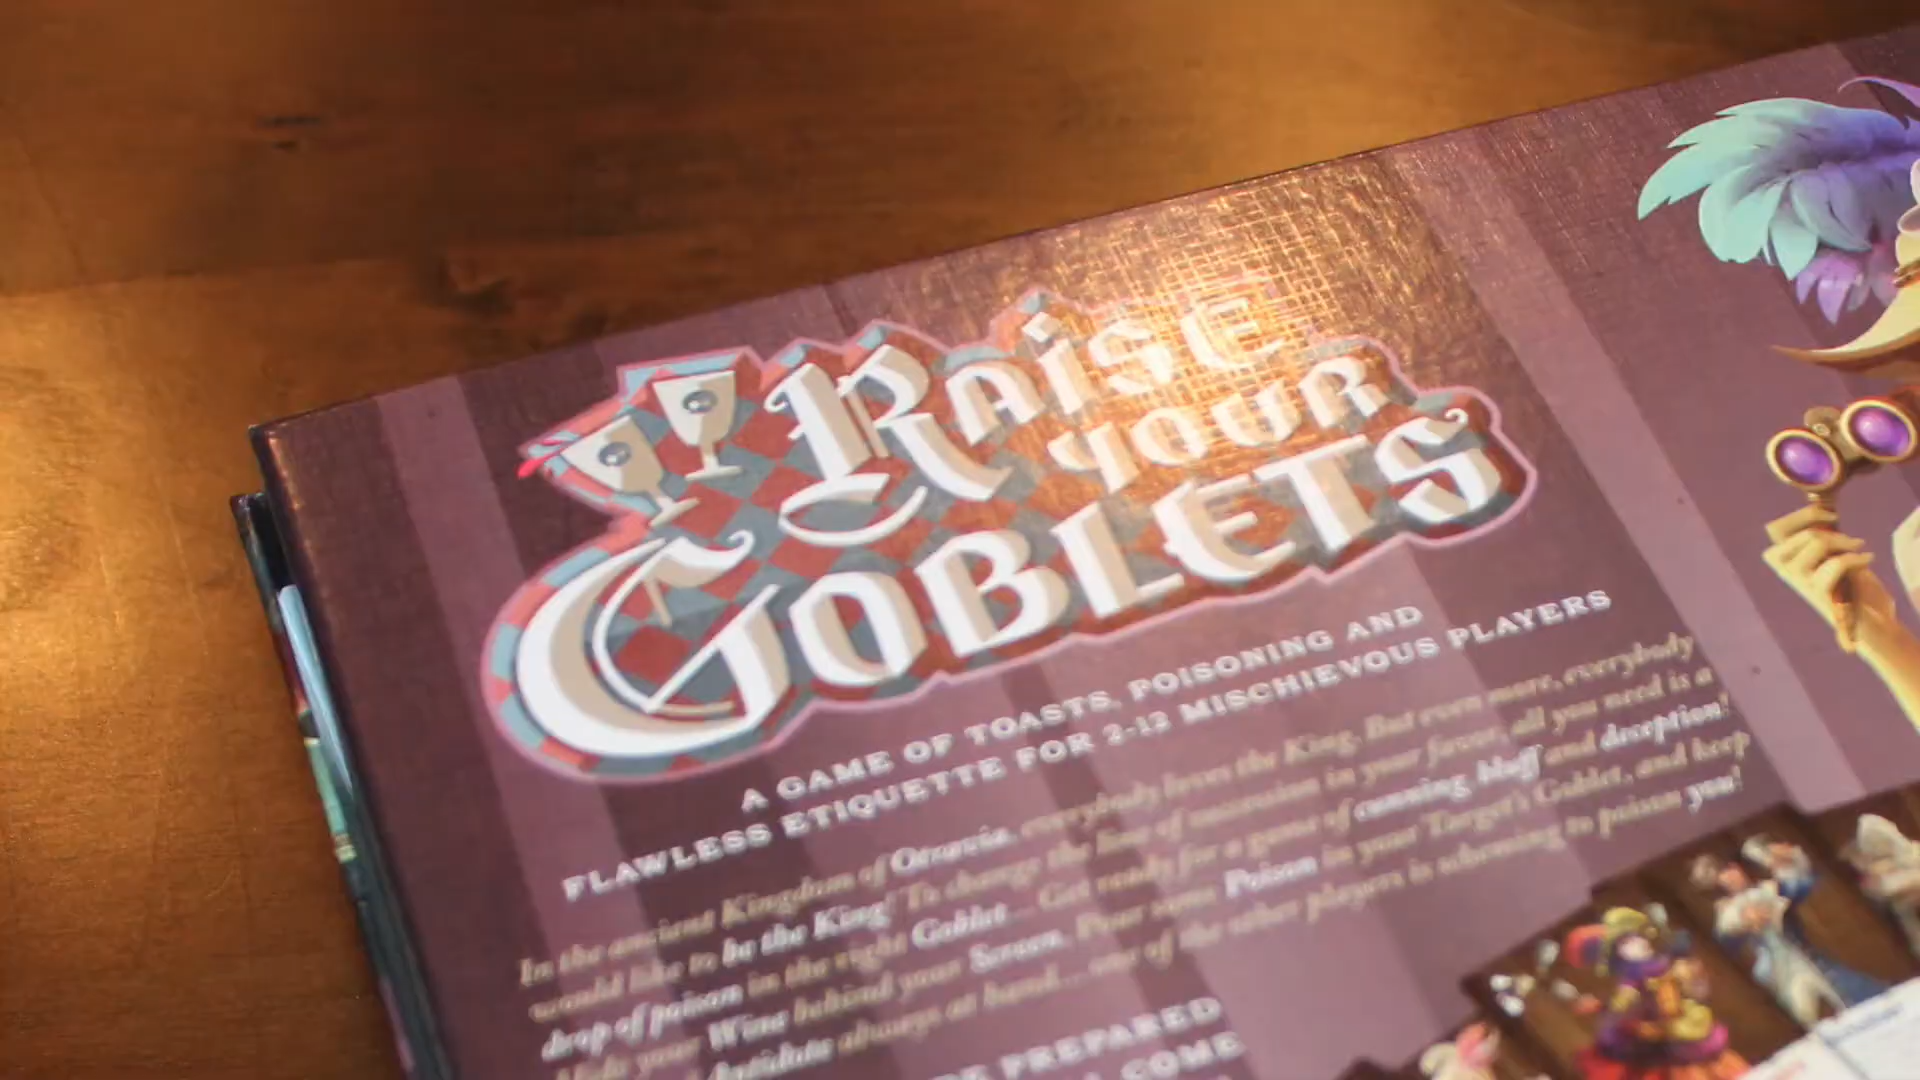 RAISE
YOUR
GOBLETS
A GAME OF TOASTS, POISONING AND
FLAWLESS ETIQUETTE FOR 2-12 MISCHIEVOUS PLAYERS
In the ancient Kingdom of everybody loves the King. But even more, everybody
would like to be the King! To change the line of succession in your favor, all you need is a
drop of poison in the right Goblet... Get ready for a game of cunning bluff and deception!
Hide your Wine behind your Screen. Pour some Poison in your Target's Goblet, and keep
Antidote always at hand... one of the other players is scheming to poison you!
PREPARED
COME